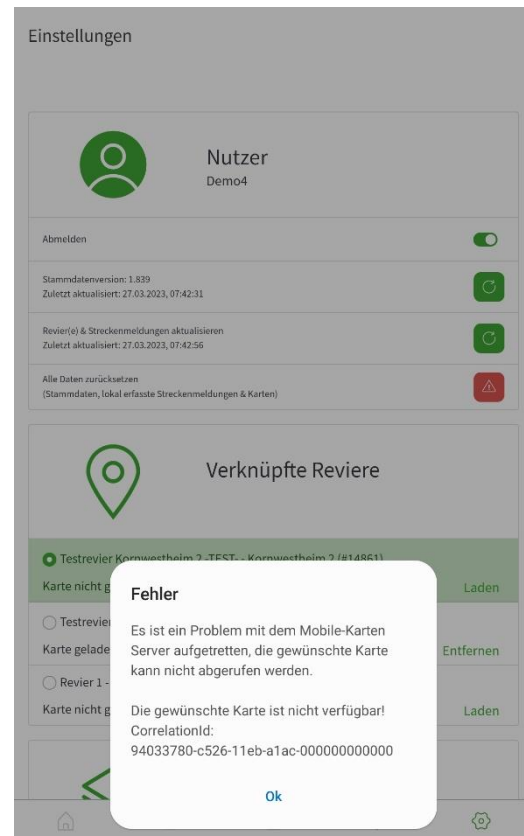 Einstellungen
Nutzer
Demo4
Abmelden
Stammdatenversion: 1.839
Zuletzt aktualisiert: 27.03.2023, 07:42:31
Revier(e) & Streckenmeldungen aktualisieren
Zuletzt aktualisiert: 27.03.2023, 07:42:56
Alle Daten zurücksetzen
(Stammdaten, lokal erfasste Streckenmeldungen & Karten)
Verknüpfte Reviere
Testrevier Kornwestheim 2 -TEST- - Kornwestheim 2 (#14861)
Karte nicht g
Laden
Testrevier
Karte gelade
Entfernen
Revier 1 -
Karte nicht g
Laden
Fehler
Es ist ein Problem mit dem Mobile-Karten
Server aufgetretten, die gewünschte Karte
kann nicht abgerufen werden.
Die gewünschte Karte ist nicht verfügbar!
CorrelationId:
94033780-c526-11eb-a1ac-000000000000
Ok